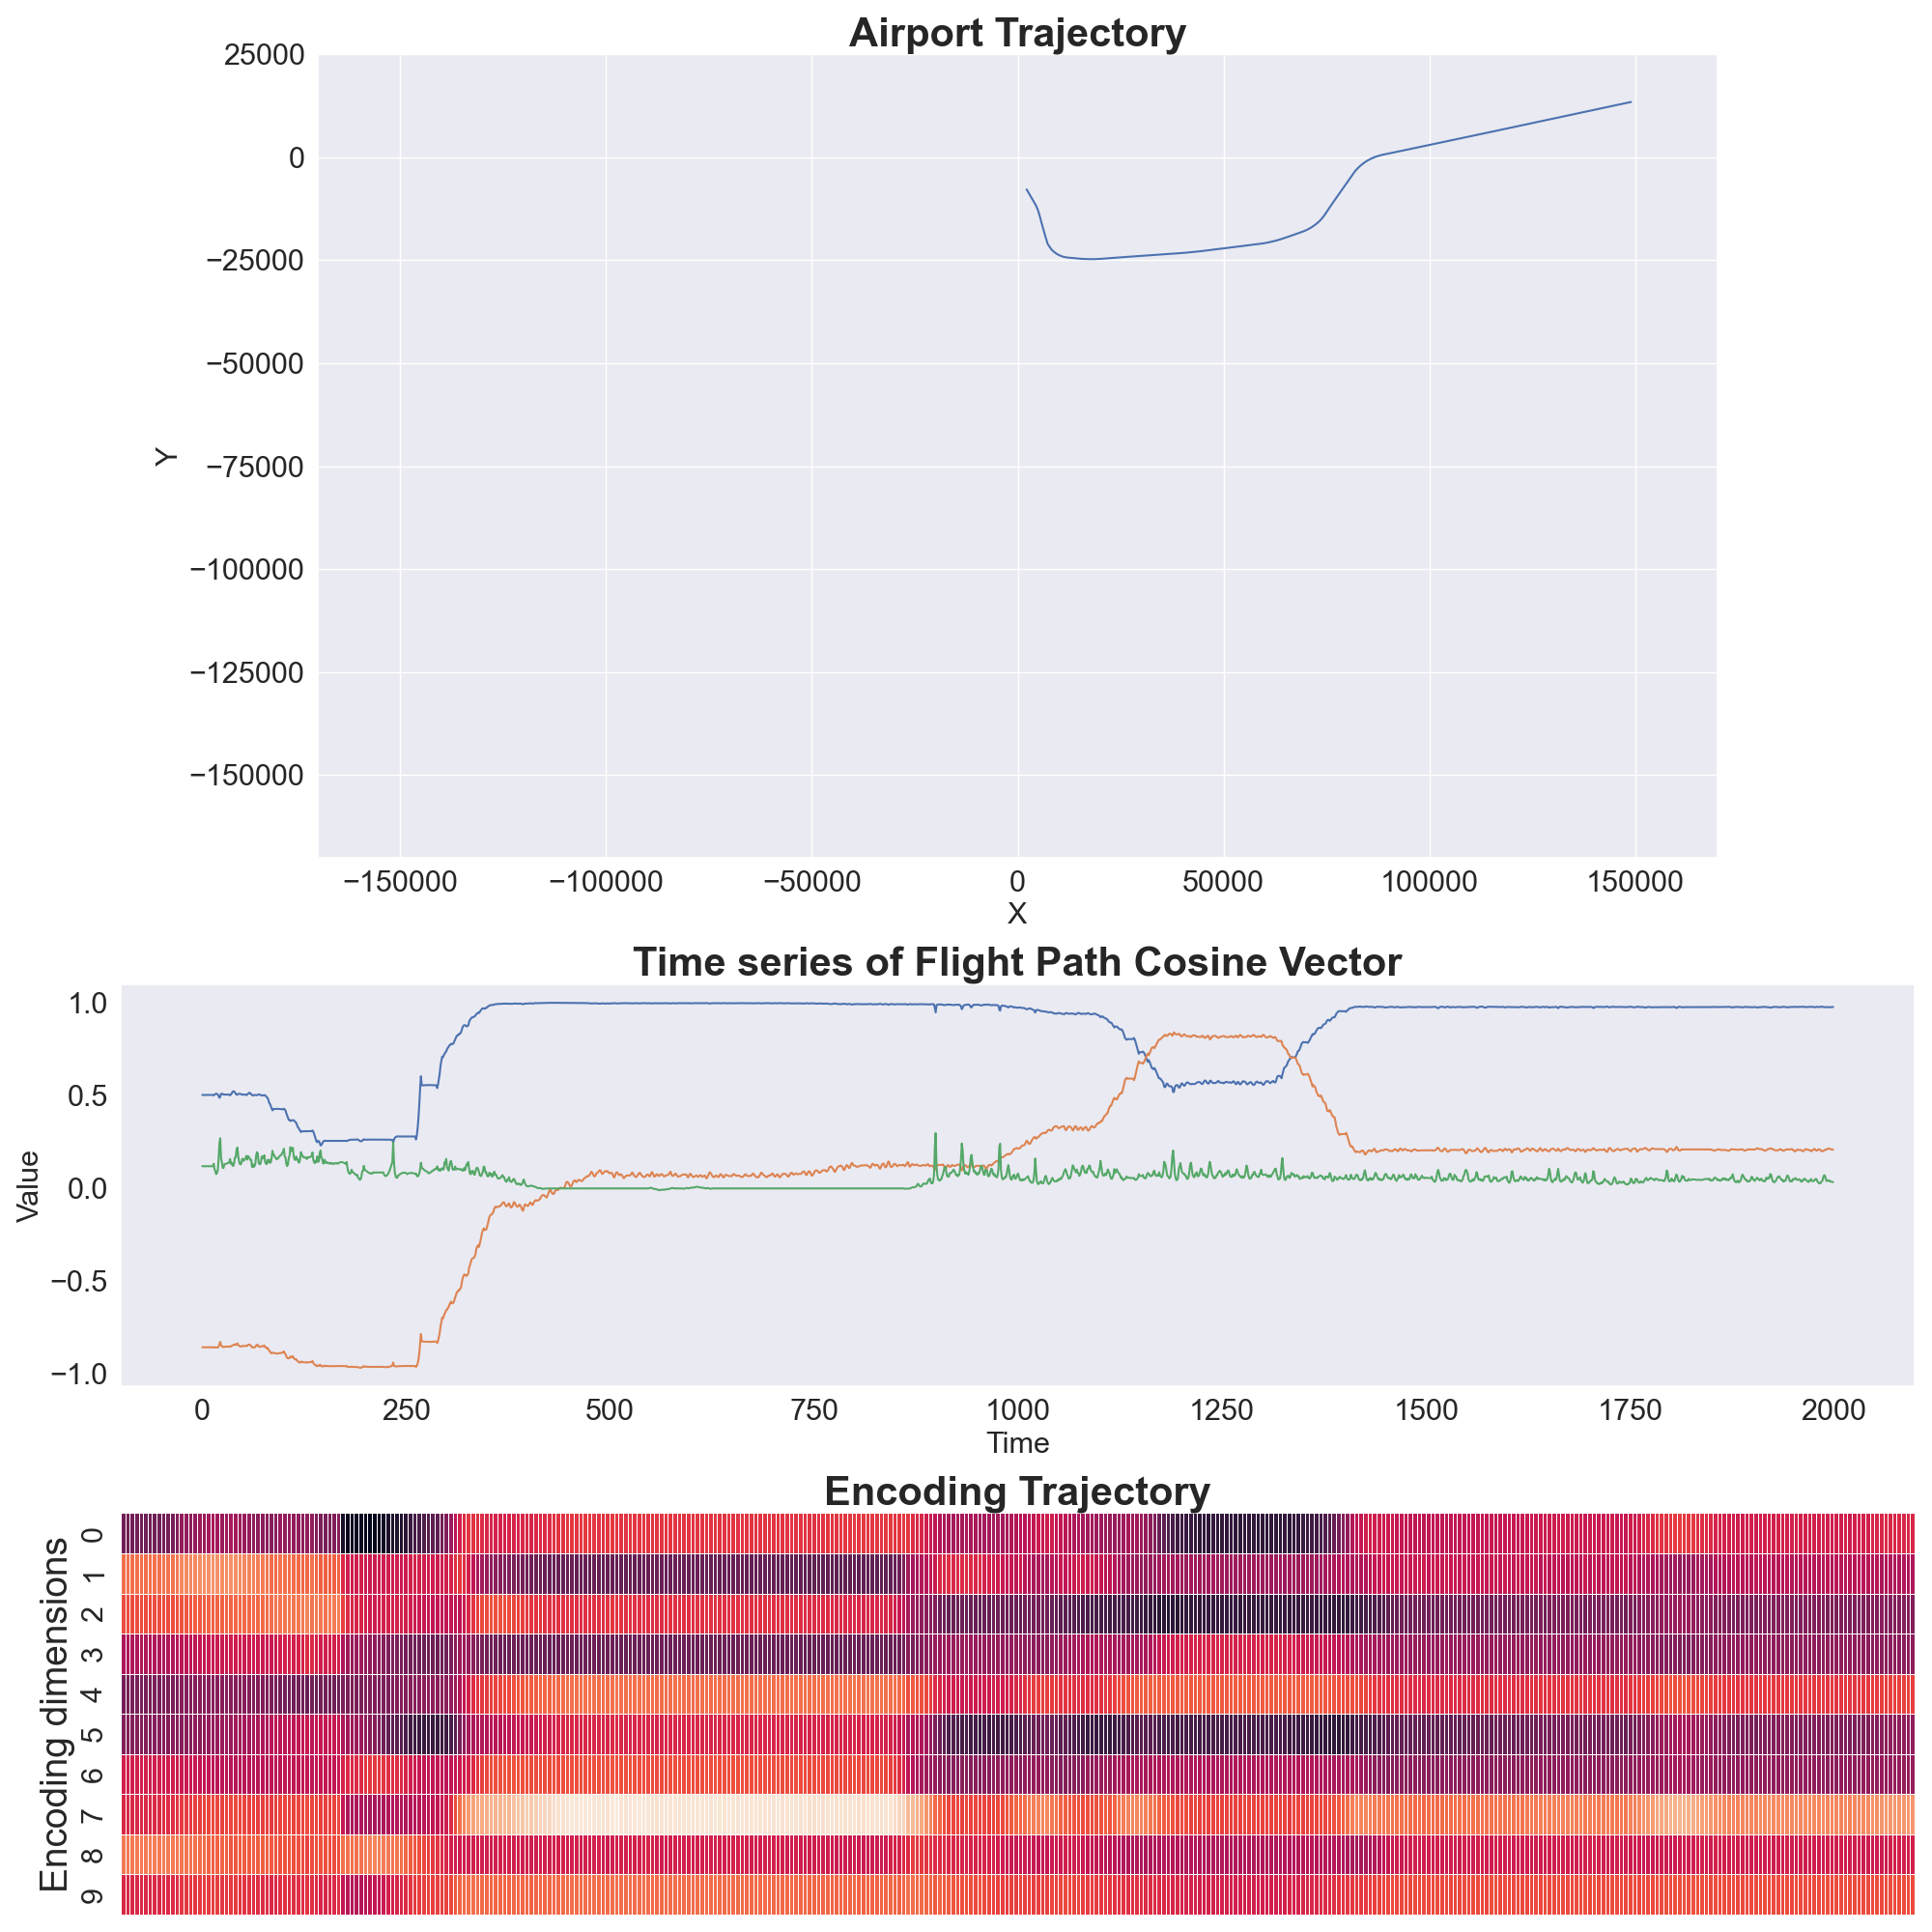 Airport Trajectory
25000
0
−25000
−50000
−75000
−100000
−125000
−150000
Y
−150000 −100000 −50000 0 50000 100000 150000
X
Time series of Flight Path Cosine Vector
1.0
0.5
0.0
−0.5
−1.0
Value
0 250 500 750 1000 1250 1500 1750 2000
Time
Encoding Trajectory
Encoding dimensions
0
1
2
3
4
5
6
7
8
9